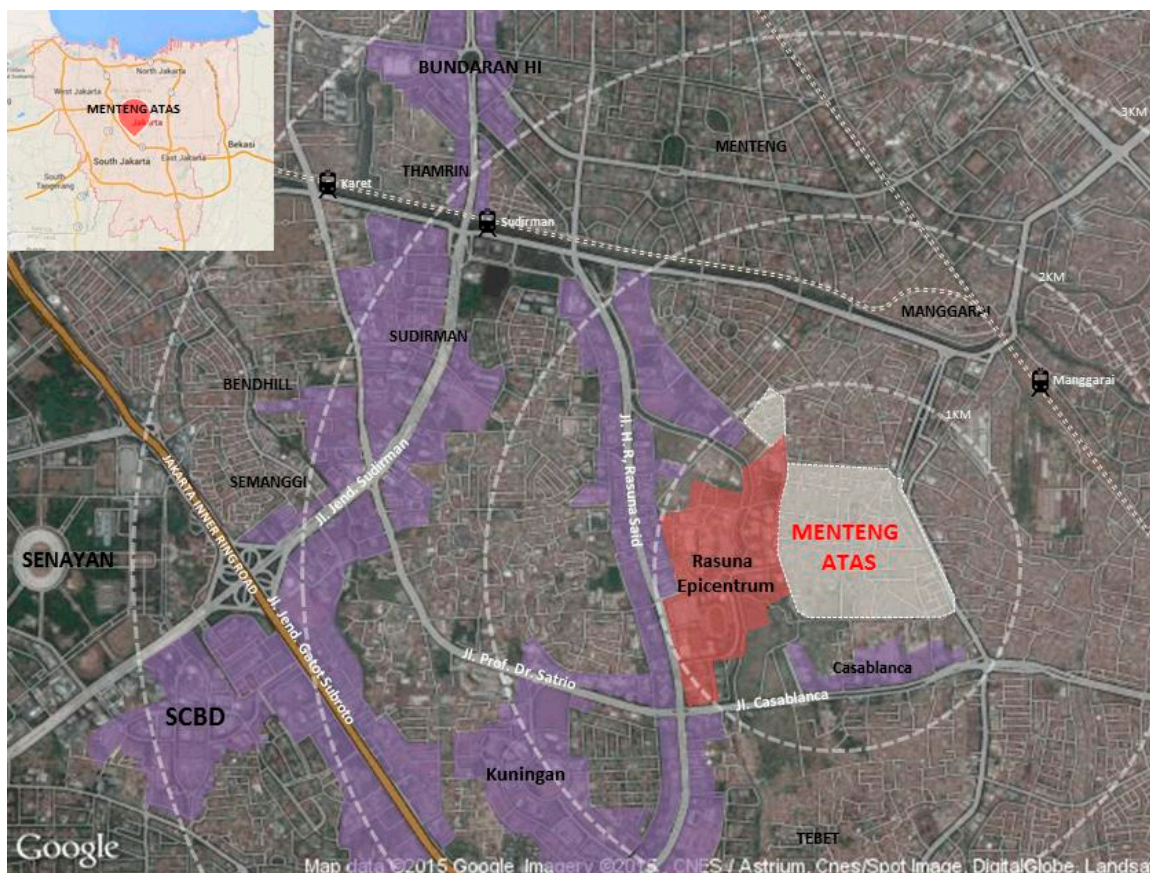 North Jakarta
West Jakarta
MENTENG ATAS
Jakarta
South Jakarta
East Jakarta
Bekasi
South
Tangerang
BUNDARAN HI
3KM
MENTENG
THAMRIN
Karet
Sudirman
2KM
MANGGARAI
SUDIRMAN
Manggarai
BENDHILL
1KM
Jl. H. R, Rasuna Said
JAKARTA INNER RING ROAD
SEMANGGI
Jl. Jend. Sudirman
SENAYAN
MENTENG
ATAS
Rasuna
Epicentrum
Jl. Jend. Gatot Subroto
Jl. Prof. Dr. Satrio
Casablanca
Jl. Casablanca
SCBD
Kuningan
TEBET
Google
Map data ©2015 Google, Imagery ©2015 , CNES / Astrium, Cnes/Spot Image, DigitalGlobe, Landsa